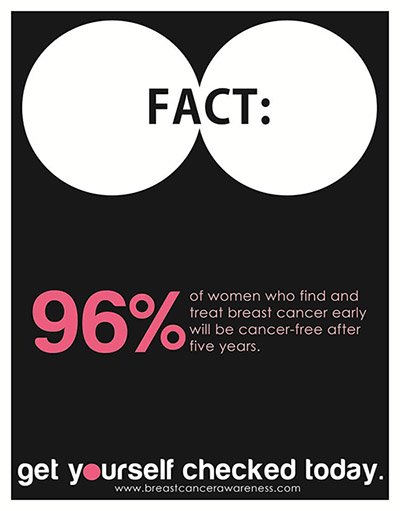 FACT:
96%
of women who find and
treat breast cancer early
will be cancer-free after
five years.
get yourself checked today.
www.breastcancerawareness.com